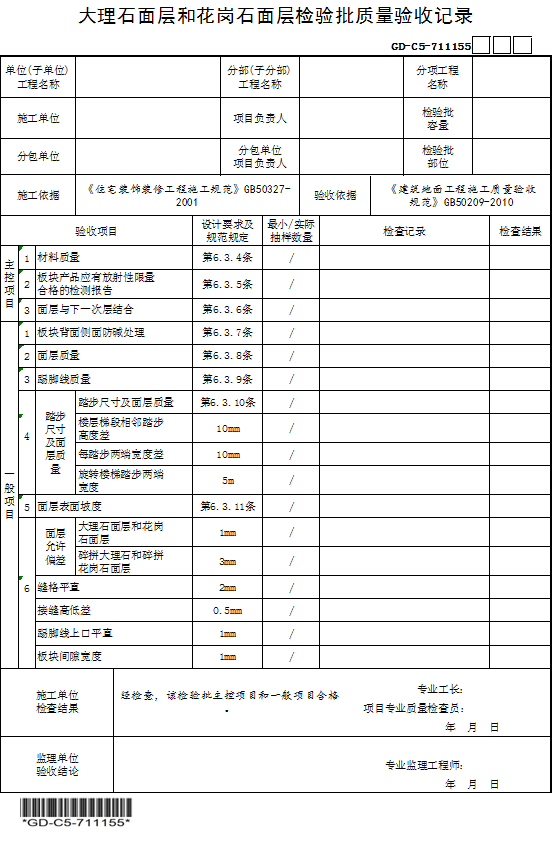 大理石面层和花岗石面层检验批质量验收记录
GD-C5-711155
单位(子单位)
工程名称
分部(子分部)
工程名称
分项工程
名称
施工单位
项目负责人
检验批
容量
分包单位
分包单位
项目负责人
检验批
部位
施工依据
《住宅装饰装修工程施工规范》GB50327-
2001
验收依据
《建筑地面工程施工质量验收
规范》GB50209-2010
验收项目
设计要求及
规范规定
最小/实际
抽样数量
检查记录
检查结果
主控项目
1 材料质量 第6.3.4条 /
2 板块产品应有放射性限量
合格的检测报告 第6.3.5条 /
3 面层与下一次层结合 第6.3.6条 /
一般项目
1 板块背面侧面防碱处理 第6.3.7条 /
2 面层质量 第6.3.8条 /
3 踢脚线质量 第6.3.9条 /
4
踏步
尺寸
及面
层质
量
踏步尺寸及面层质量 第6.3.10条 /
楼层梯段相邻踏步
高度差 10mm /
每踏步两端宽度差 10mm /
旋转楼梯踏步两端
宽度 5m /
5 面层表面坡度 第6.3.11条 /
6
面层
允许
偏差
大理石面层和花岗
石面层 1mm /
碎拼大理石和碎拼
花岗石面层 3mm /
缝格平直 2mm /
接缝高低差 0.5mm /
踢脚线上口平直 1mm /
板块间隙宽度 1mm /
施工单位
检查结果
经检查，该检验批主控项目和一般项目合格
。
专业工长：
项目专业质量检查员：
年 月 日
监理单位
验收结论
专业监理工程师：
年 月 日
*GD-C5-711155*